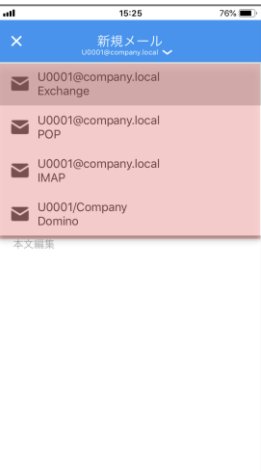 15:25
76%
新規メール
U0001@company.local
U0001@company.local
Exchange
U0001@company.local
POP
U0001@company.local
IMAP
U0001/Company
Domino
本文編集